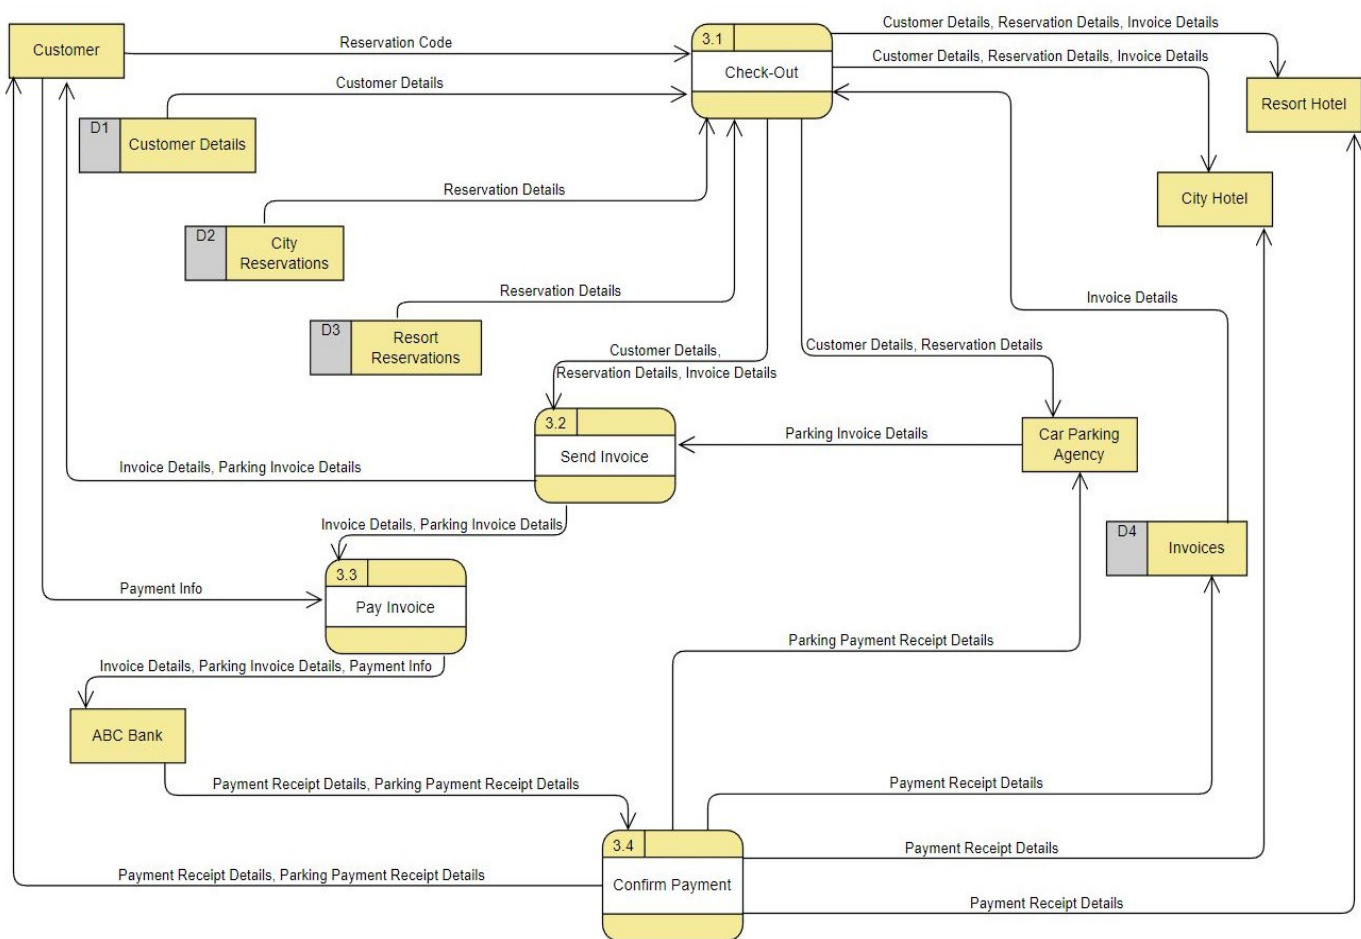 Customer
Reservation Code
3.1
Check-Out
Customer Details, Reservation Details, Invoice Details
Customer Details, Reservation Details, Invoice Details
Resort Hotel
Customer Details
D1
Customer Details
City Hotel
Reservation Details
D2
City
Reservations
Reservation Details
D3
Resort
Reservations
Invoice Details
Customer Details,
Reservation Details, Invoice Details
Customer Details, Reservation Details
3.2
Send Invoice
Parking Invoice Details
Car Parking
Agency
Invoice Details, Parking Invoice Details
Invoice Details, Parking Invoice Details
D4
Invoices
3.3
Pay Invoice
Payment Info
Parking Payment Receipt Details
Invoice Details, Parking Invoice Details, Payment Info
ABC Bank
Payment Receipt Details, Parking Payment Receipt Details
Payment Receipt Details
3.4
Confirm Payment
Payment Receipt Details
Payment Receipt Details, Parking Payment Receipt Details
Payment Receipt Details